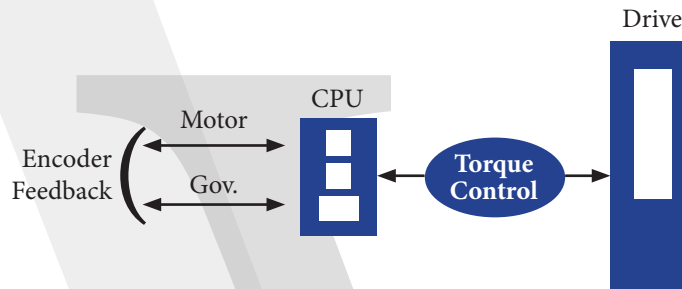 Drive
CPU
Motor
Encoder
Feedback
Gov.
Torque
Control